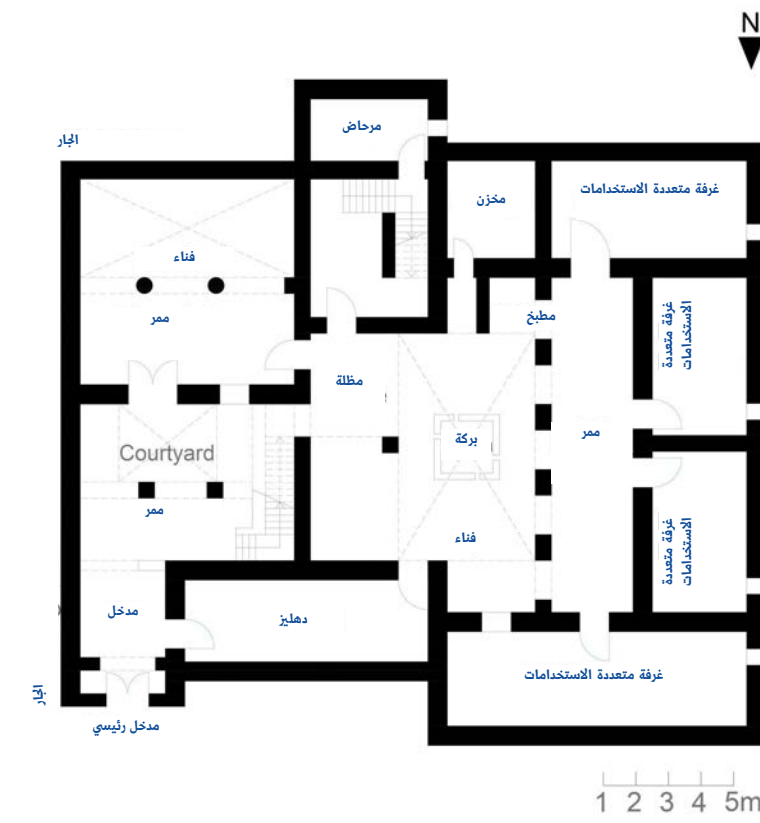 N
مرحاض
الجار
مخزن
غرفة متعددة الاستخدامات
فناء
ممر
مطبخ
غرفة متعددة
الاستخدامات
مظلة
بركة
ممر
Courtyard
ممر
فناء
غرفة متعددة
الاستخدامات
مدخل
دهليز
غرفة متعددة الاستخدامات
الجار
مدخل رئيسي
1 2 3 4 5m